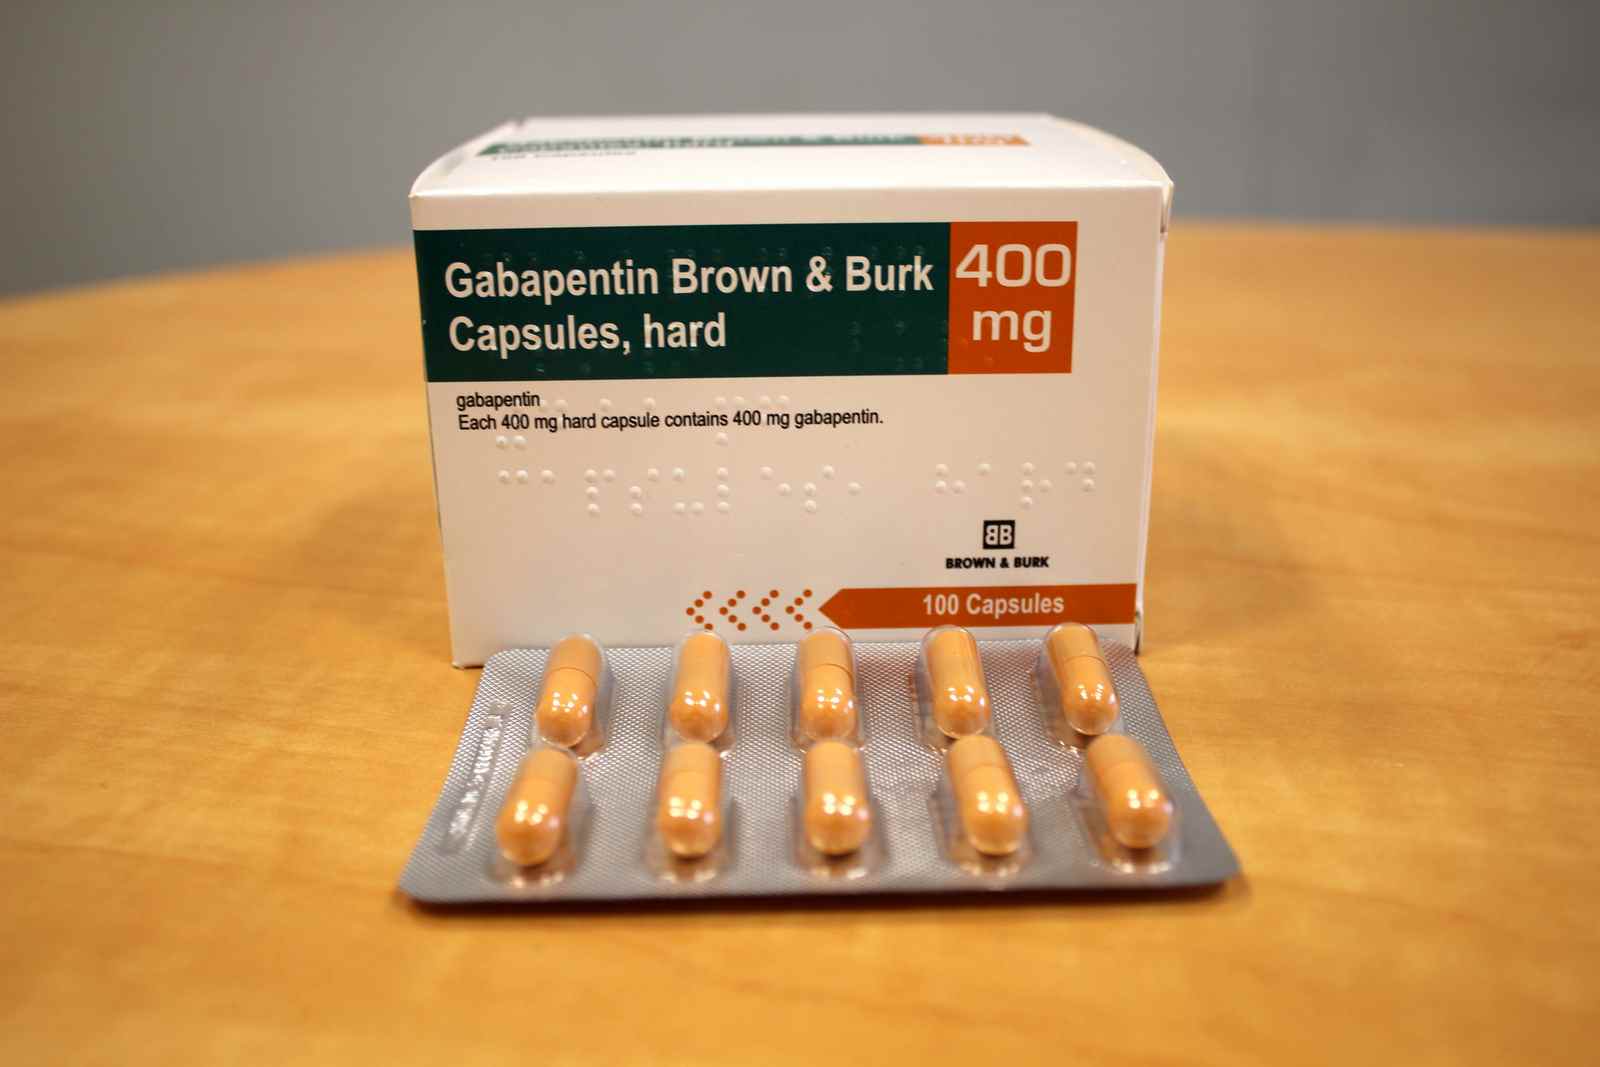 Gabapentin Brown & Burk
Capsules, hard
400
mg
gabapentin
Each 400 mg hard capsule contains 400 mg gabapentin.
BB
BROWN & BURK
100 Capsules